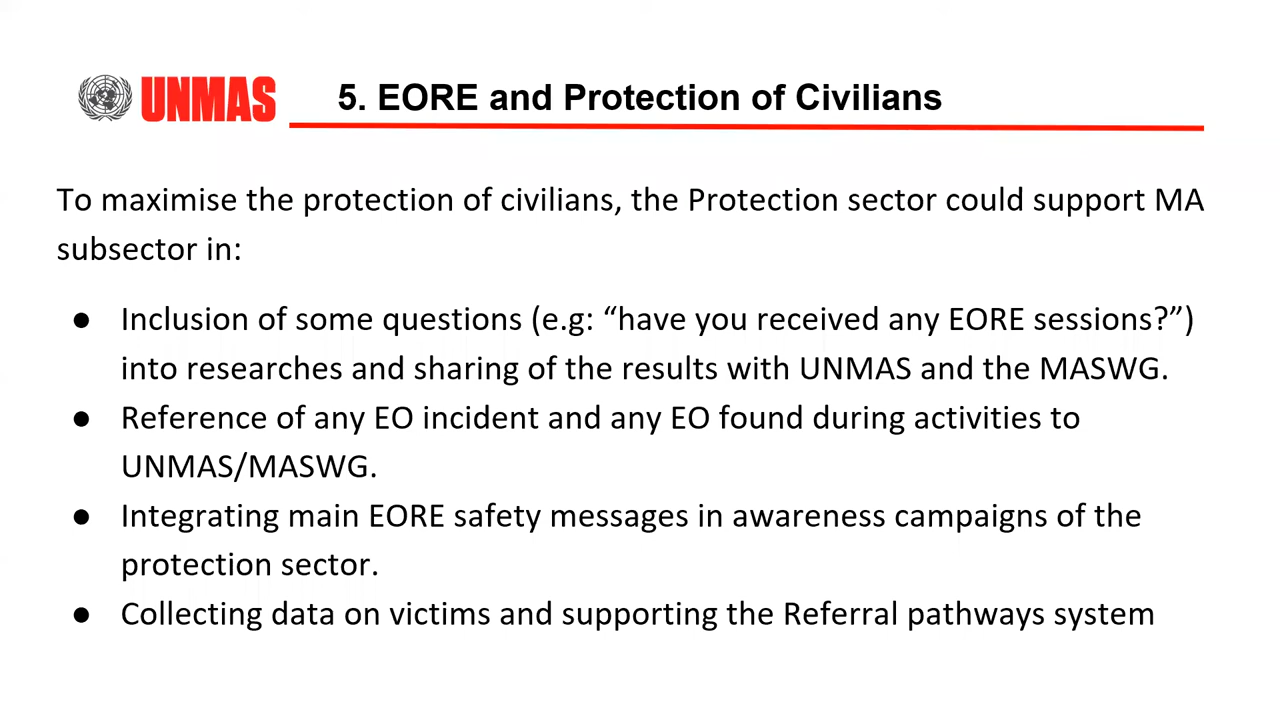 UNMAS
5. EORE and Protection of Civilians
To maximise the protection of civilians, the Protection sector could support MA
subsector in:
● Inclusion of some questions (e.g: “have you received any EORE sessions?”)
into researches and sharing of the results with UNMAS and the MASWG.
● Reference of any EO incident and any EO found during activities to
UNMAS/MASWG.
● Integrating main EORE safety messages in awareness campaigns of the
protection sector.
● Collecting data on victims and supporting the Referral pathways system